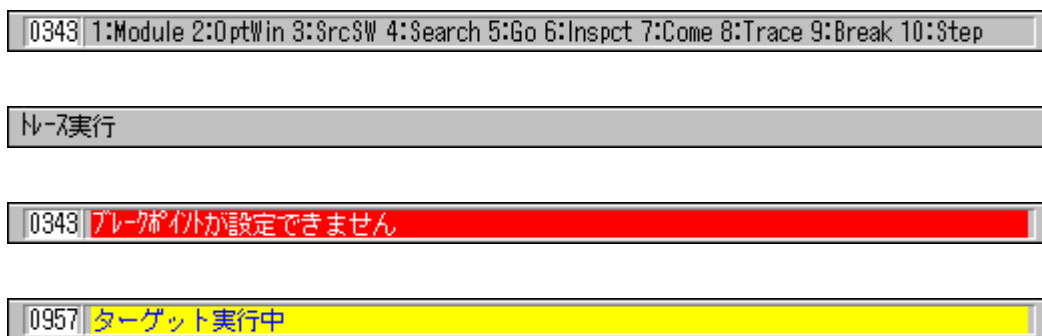 0343 1:Module 2:OptWin 3:SrcSW 4:Search 5:Go 6:Inspct 7:Come 8:Trace 9:Break 10:Step
ﾄﾚｰｽ実行
0343 ﾌﾞﾚｰｸﾎﾟｲﾝﾄが設定できません
0957 ターゲット実行中